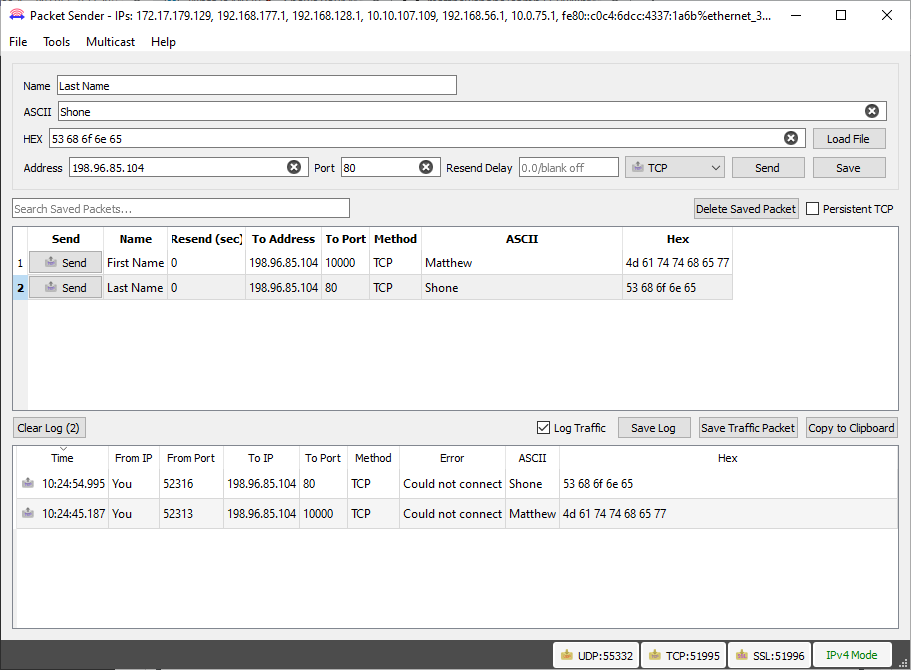 Packet Sender - IPs: 172.17.179.129, 192.168.177.1, 192.168.128.1, 10.10.107.109, 192.168.56.1, 10.0.75.1, fe80::c0c4:6dcc:4337:1a6b%ethernet_3...
File Tools Multicast Help
Name Last Name
ASCII Shone
HEX 53 68 6f 6e 65 Load File
Address 198.96.85.104 Port 80 Resend Delay 0.0/blank off TCP Send Save
Search Saved Packets... Delete Saved Packet Persistent TCP
Send Name Resend (sec) To Address To Port Method ASCII Hex
1 Send First Name 0 198.96.85.104 10000 TCP Matthew 4d 61 74 74 68 65 77
2 Send Last Name 0 198.96.85.104 80 TCP Shone 53 68 6f 6e 65
Clear Log (2) Log Traffic Save Log Save Traffic Packet Copy to Clipboard
Time From IP From Port To IP To Port Method Error ASCII Hex
10:24:54.995 You 52316 198.96.85.104 80 TCP Could not connect Shone 53 68 6f 6e 65
10:24:45.187 You 52313 198.96.85.104 10000 TCP Could not connect Matthew 4d 61 74 74 68 65 77
UDP:55332 TCP:51995 SSL:51996 IPv4 Mode